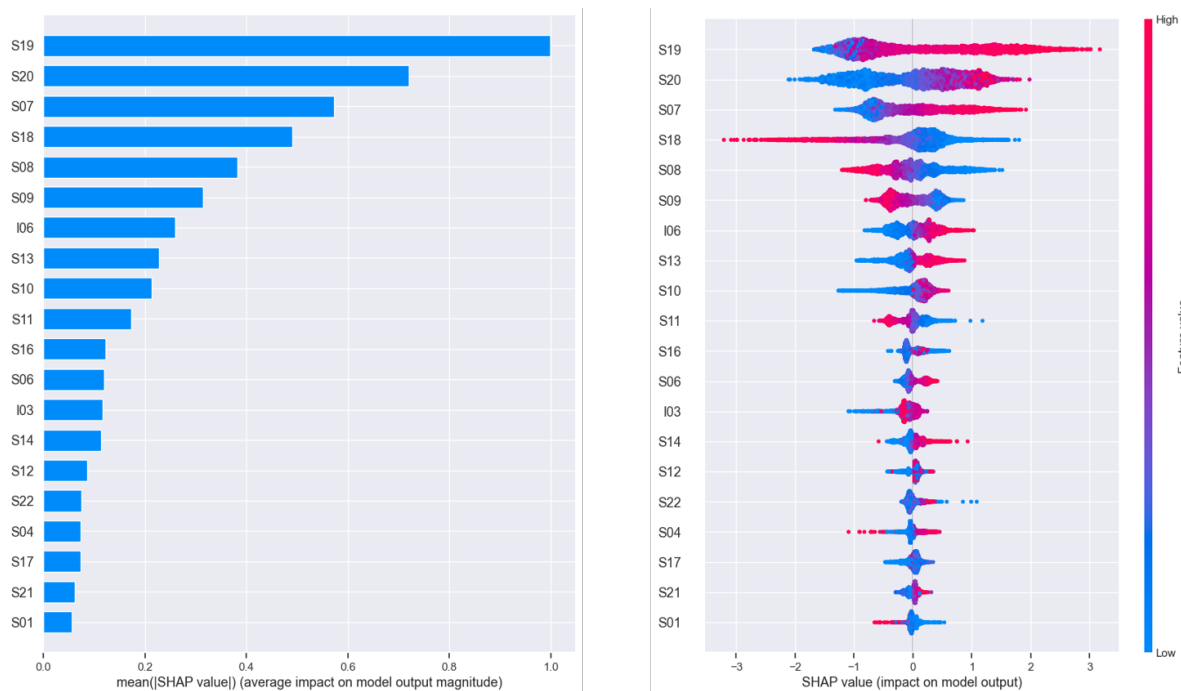 S19
S20
S07
S18
S08
S09
I06
S13
S10
S11
S16
S06
I03
S14
S12
S22
S04
S17
S21
S01
0.0 0.2 0.4 0.6 0.8 1.0
mean(|SHAP value|) (average impact on model output magnitude)
S19
S20
S07
S18
S08
S09
I06
S13
S10
S11
S16
S06
I03
S14
S12
S22
S04
S17
S21
S01
−3 −2 −1 0 1 2 3
SHAP value (impact on model output)
High
Low